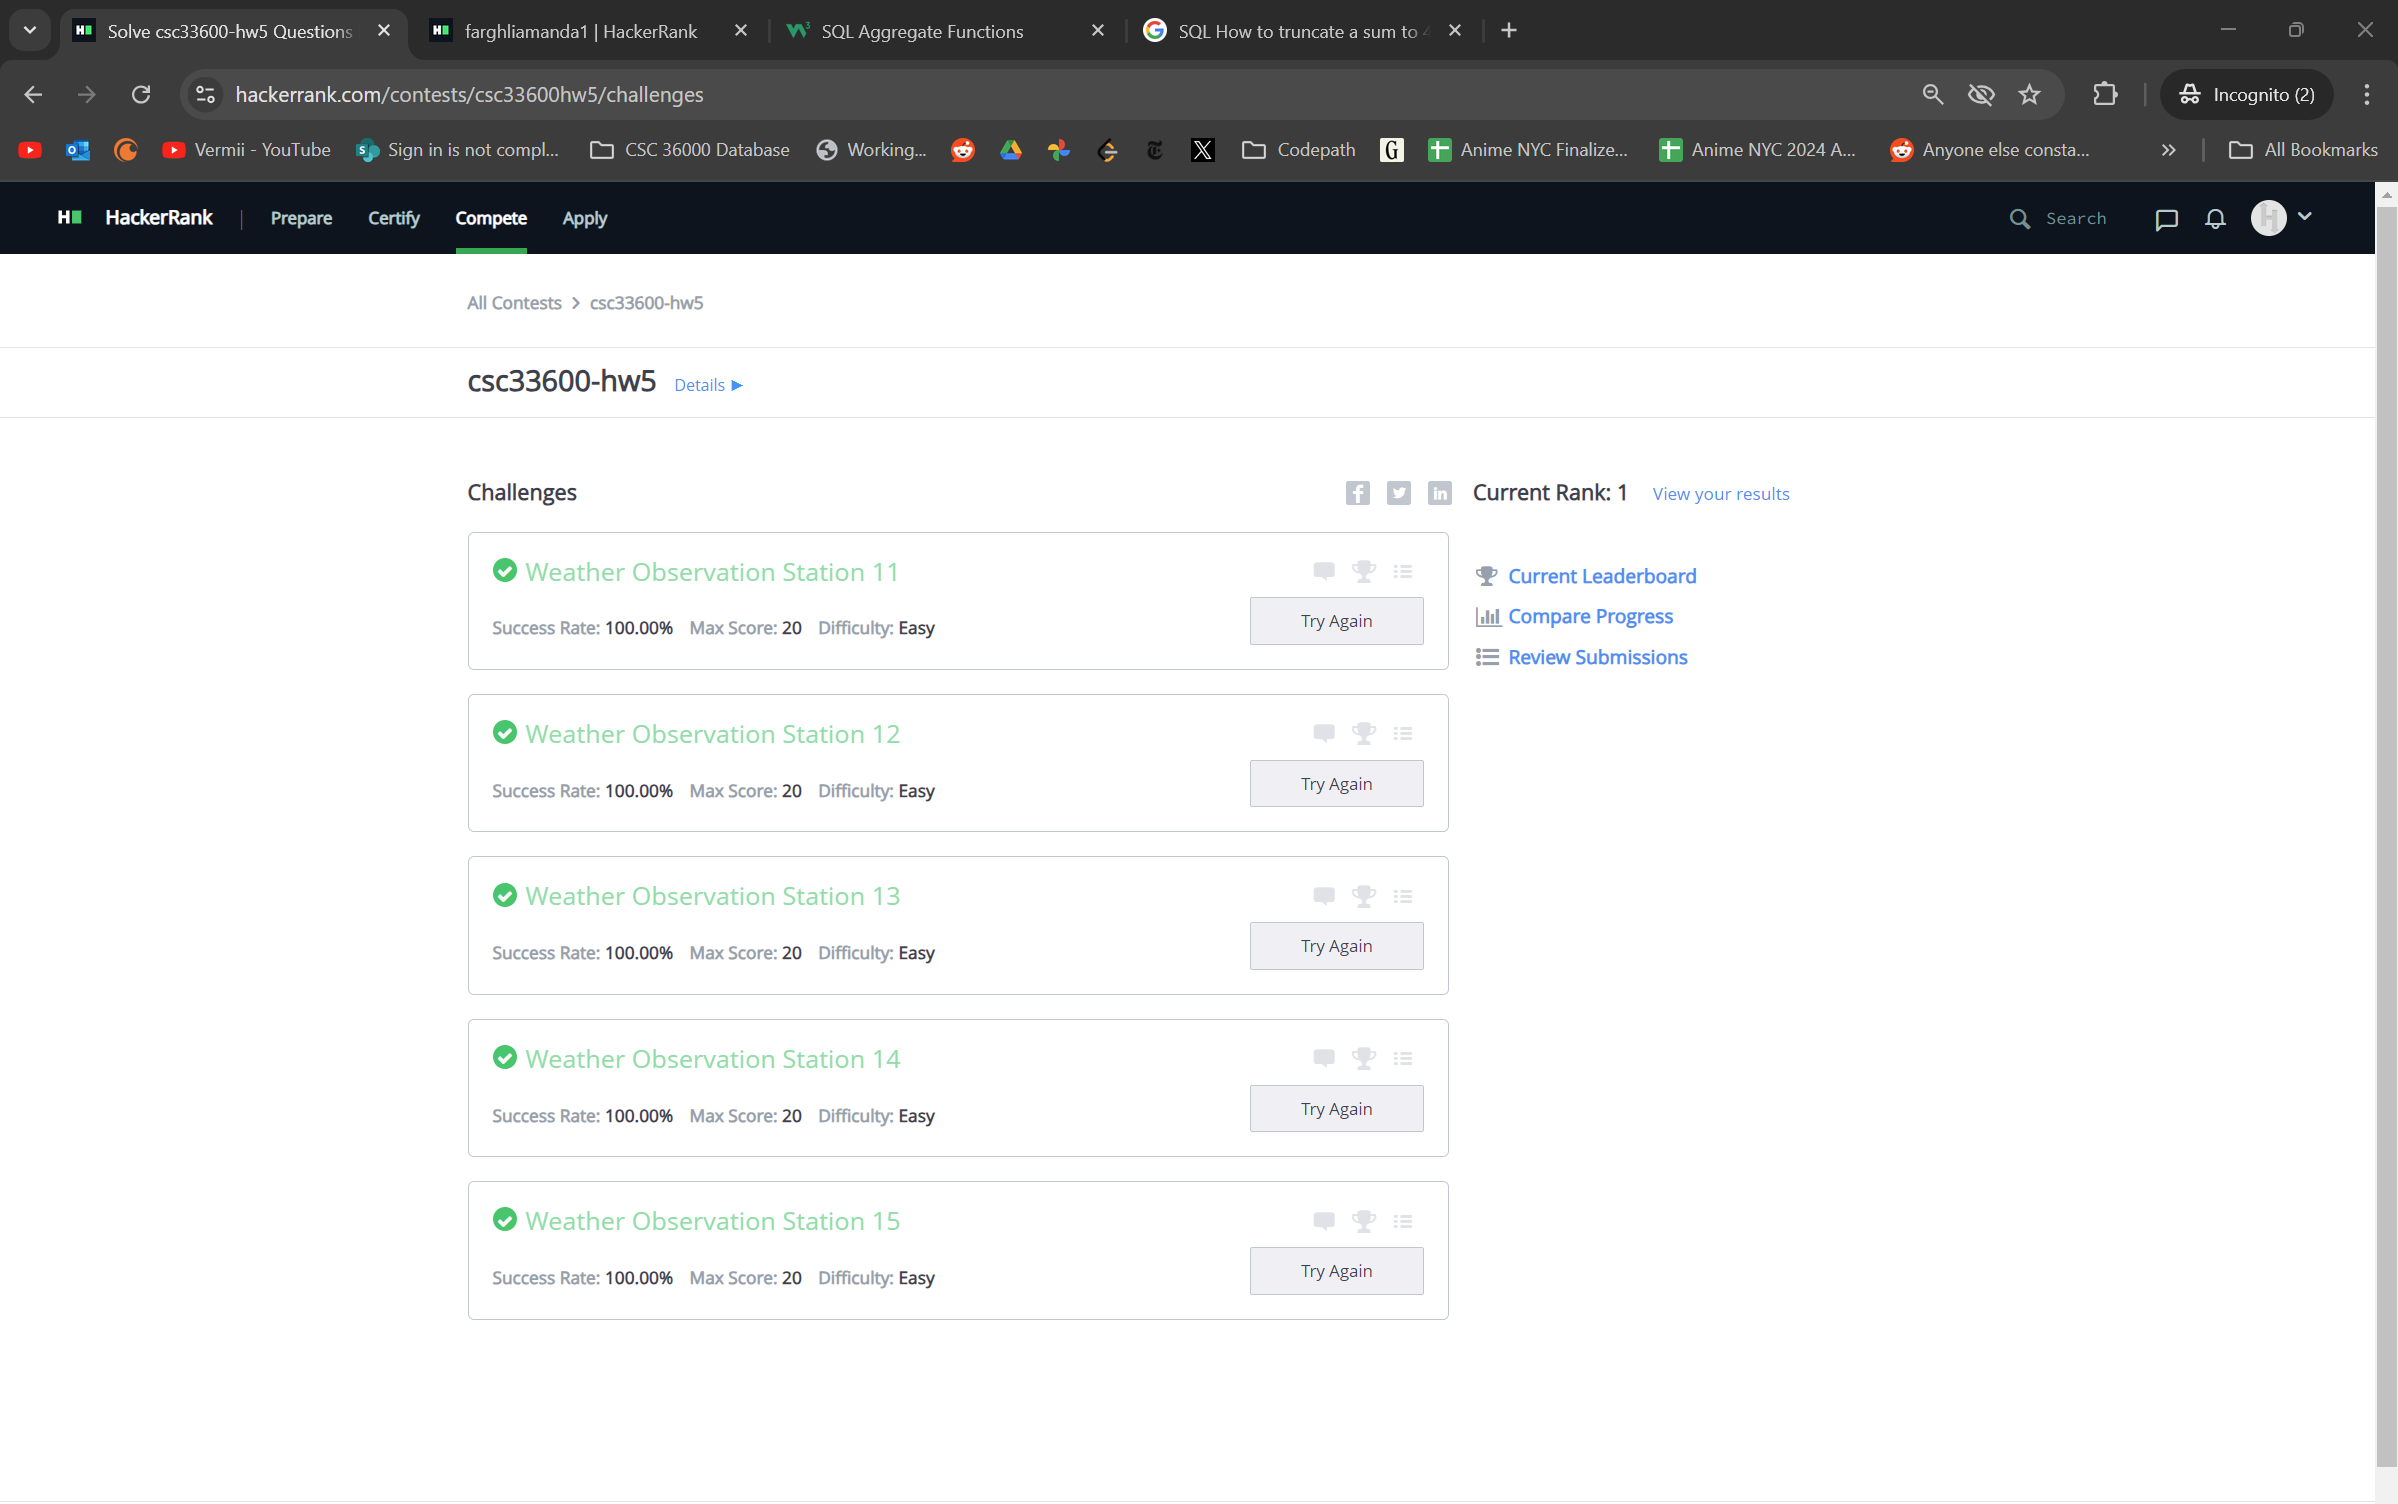 Solve csc33600-hw5 Questions
farghliamanda1 | HackerRank
SQL Aggregate Functions
SQL How to truncate a sum to
hackerrank.com/contests/csc33600hw5/challenges
Incognito (2)
Vermii - YouTube
Sign in is not compl...
CSC 36000 Database
Working...
Codepath
Anime NYC Finalize...
Anime NYC 2024 A...
Anyone else consta...
All Bookmarks
HackerRank | Prepare Certify Compete Apply
Search
All Contests > csc33600-hw5
csc33600-hw5 Details
Challenges
Current Rank: 1 View your results
Current Leaderboard
Compare Progress
Review Submissions
Weather Observation Station 11
Success Rate: 100.00% Max Score: 20 Difficulty: Easy
Try Again
Weather Observation Station 12
Success Rate: 100.00% Max Score: 20 Difficulty: Easy
Try Again
Weather Observation Station 13
Success Rate: 100.00% Max Score: 20 Difficulty: Easy
Try Again
Weather Observation Station 14
Success Rate: 100.00% Max Score: 20 Difficulty: Easy
Try Again
Weather Observation Station 15
Success Rate: 100.00% Max Score: 20 Difficulty: Easy
Try Again